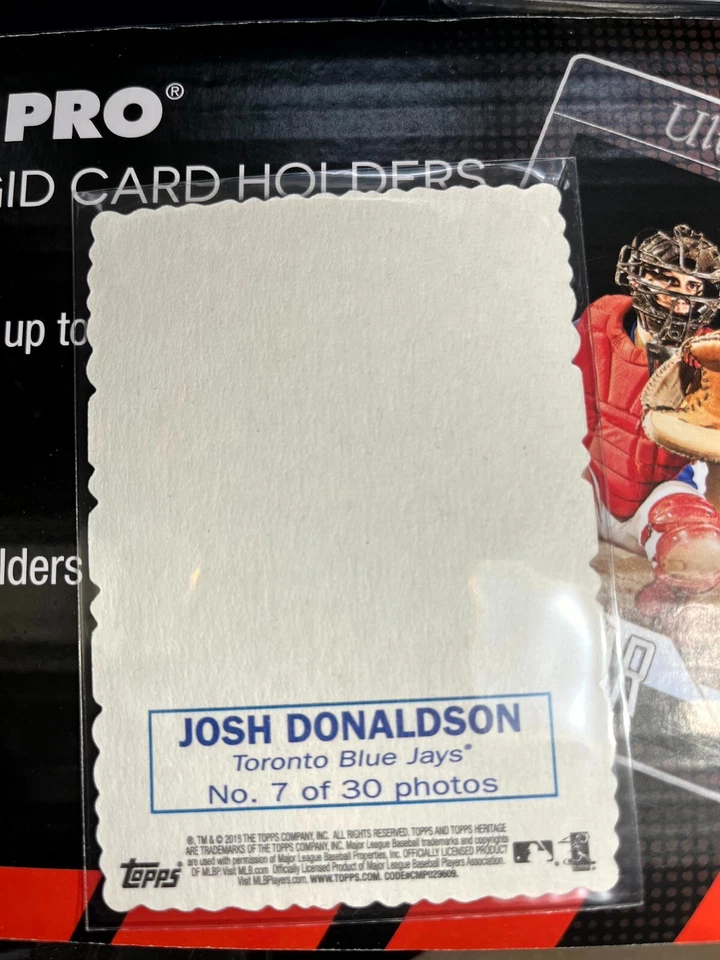 PRO®
GID CARD HOLDERS
Ul
up to
lders
JOSH DONALDSON
Toronto Blue Jays®
No. 7 of 30 photos
®, TM & © 2019 THE TOPPS COMPANY, INC. ALL RIGHTS RESERVED. TOPPS AND TOPPS HERITAGE
ARE TRADEMARKS OF THE TOPPS COMPANY, INC. Major League Baseball trademarks and copyrights
are used with permission of Major League Baseball Properties, Inc. OFFICIALLY LICENSED PRODUCT
OF MLBP. Visit MLB.com Officially Licensed Product of Major League Baseball Players Association.
Visit MLBPlayers.com. WWW.TOPPS.COM. CODE#CMP029609.
topps